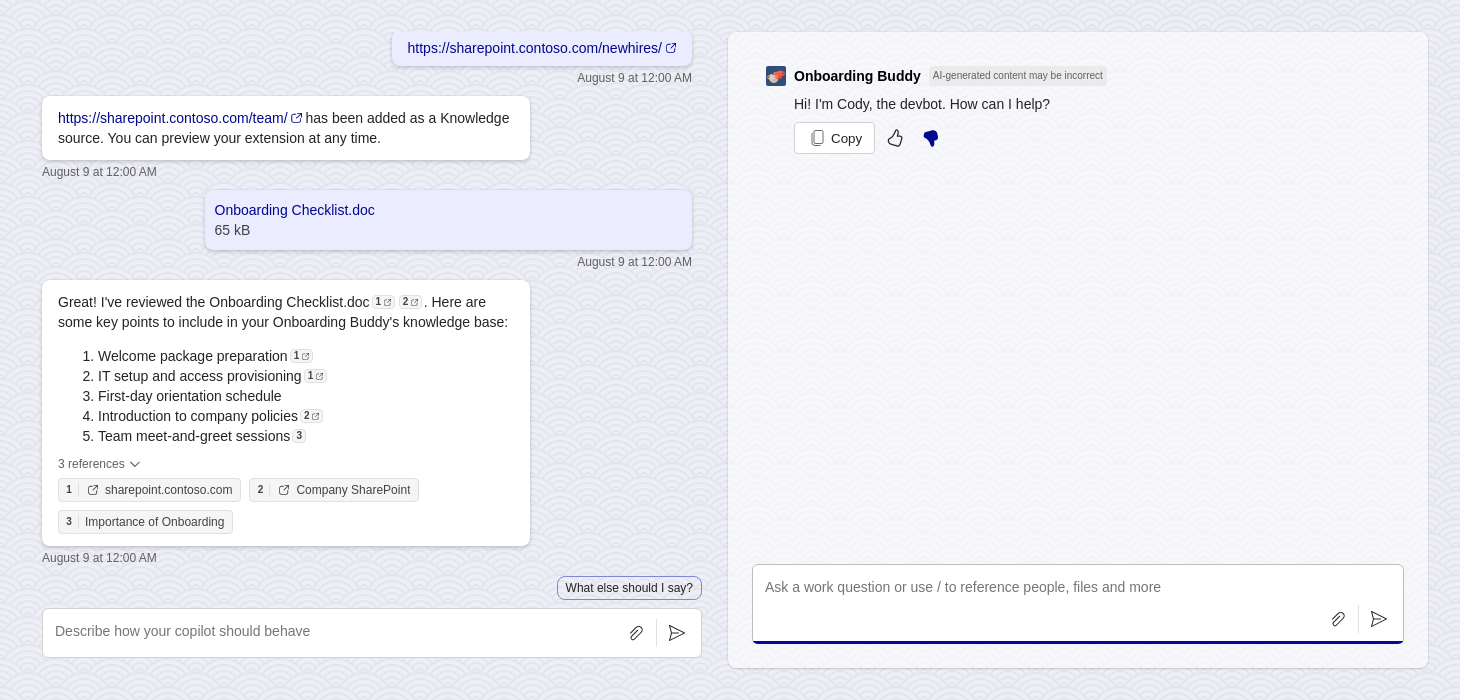 https://sharepoint.contoso.com/newhires/
August 9 at 12:00 AM
https://sharepoint.contoso.com/team/ has been added as a Knowledge
source. You can preview your extension at any time.
August 9 at 12:00 AM
Onboarding Checklist.doc
65 kB
August 9 at 12:00 AM
Great! I've reviewed the Onboarding Checklist.doc 1 2 . Here are
some key points to include in your Onboarding Buddy's knowledge base:
1. Welcome package preparation 1
2. IT setup and access provisioning 1
3. First-day orientation schedule
4. Introduction to company policies 2
5. Team meet-and-greet sessions 3
3 references
1 sharepoint.contoso.com 2 Company SharePoint
3 Importance of Onboarding
August 9 at 12:00 AM
What else should I say?
Describe how your copilot should behave
Onboarding Buddy AI-generated content may be incorrect
Hi! I'm Cody, the devbot. How can I help?
Copy
Ask a work question or use / to reference people, files and more